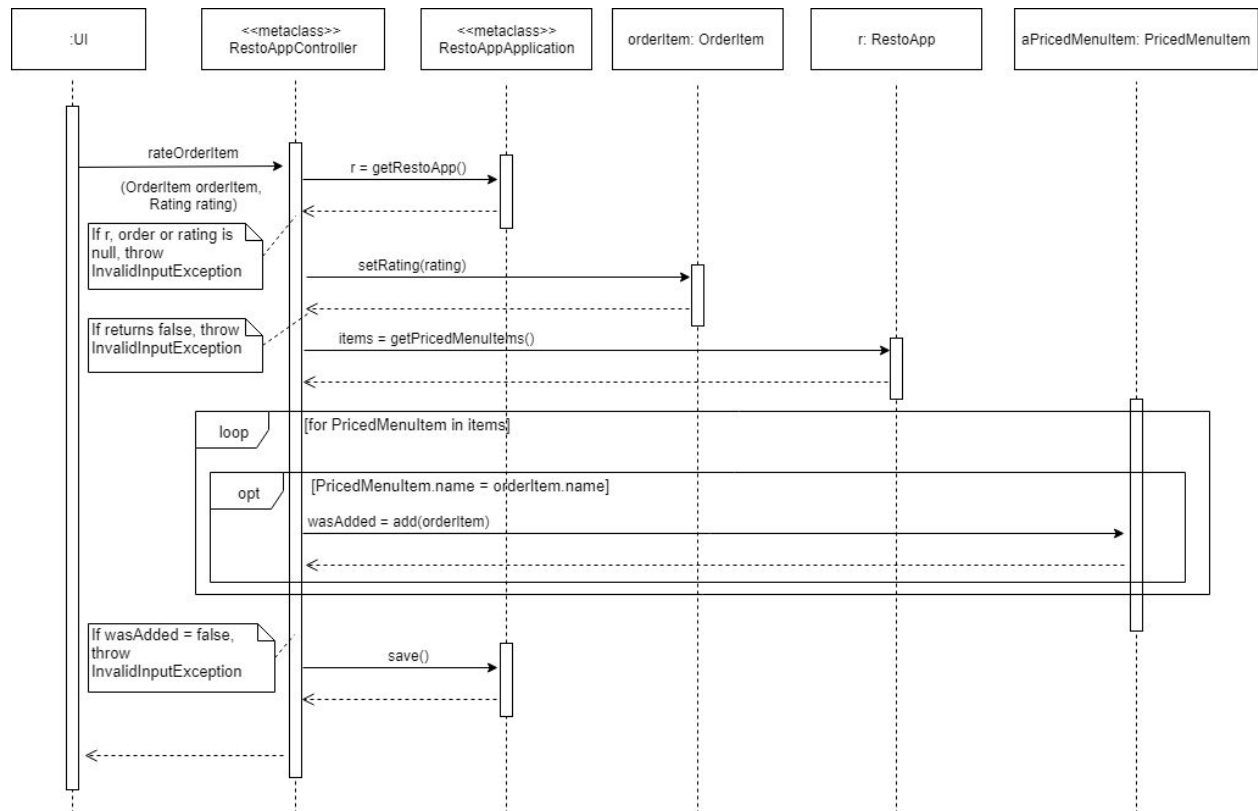 :UI
<<metaclass>>
RestoAppController
<<metaclass>>
RestoAppApplication
orderItem: OrderItem
r: RestoApp
aPricedMenuItem: PricedMenuItem
rateOrderItem
(OrderItem orderItem,
Rating rating)
r = getRestoApp()
If r, order or rating is
null, throw
InvalidInputException
setRating(rating)
If returns false, throw
InvalidInputException
items = getPricedMenuItems()
loop
[for PricedMenuItem in items]
opt
[PricedMenuItem.name = orderItem.name]
wasAdded = add(orderItem)
If wasAdded = false,
throw
InvalidInputException
save()